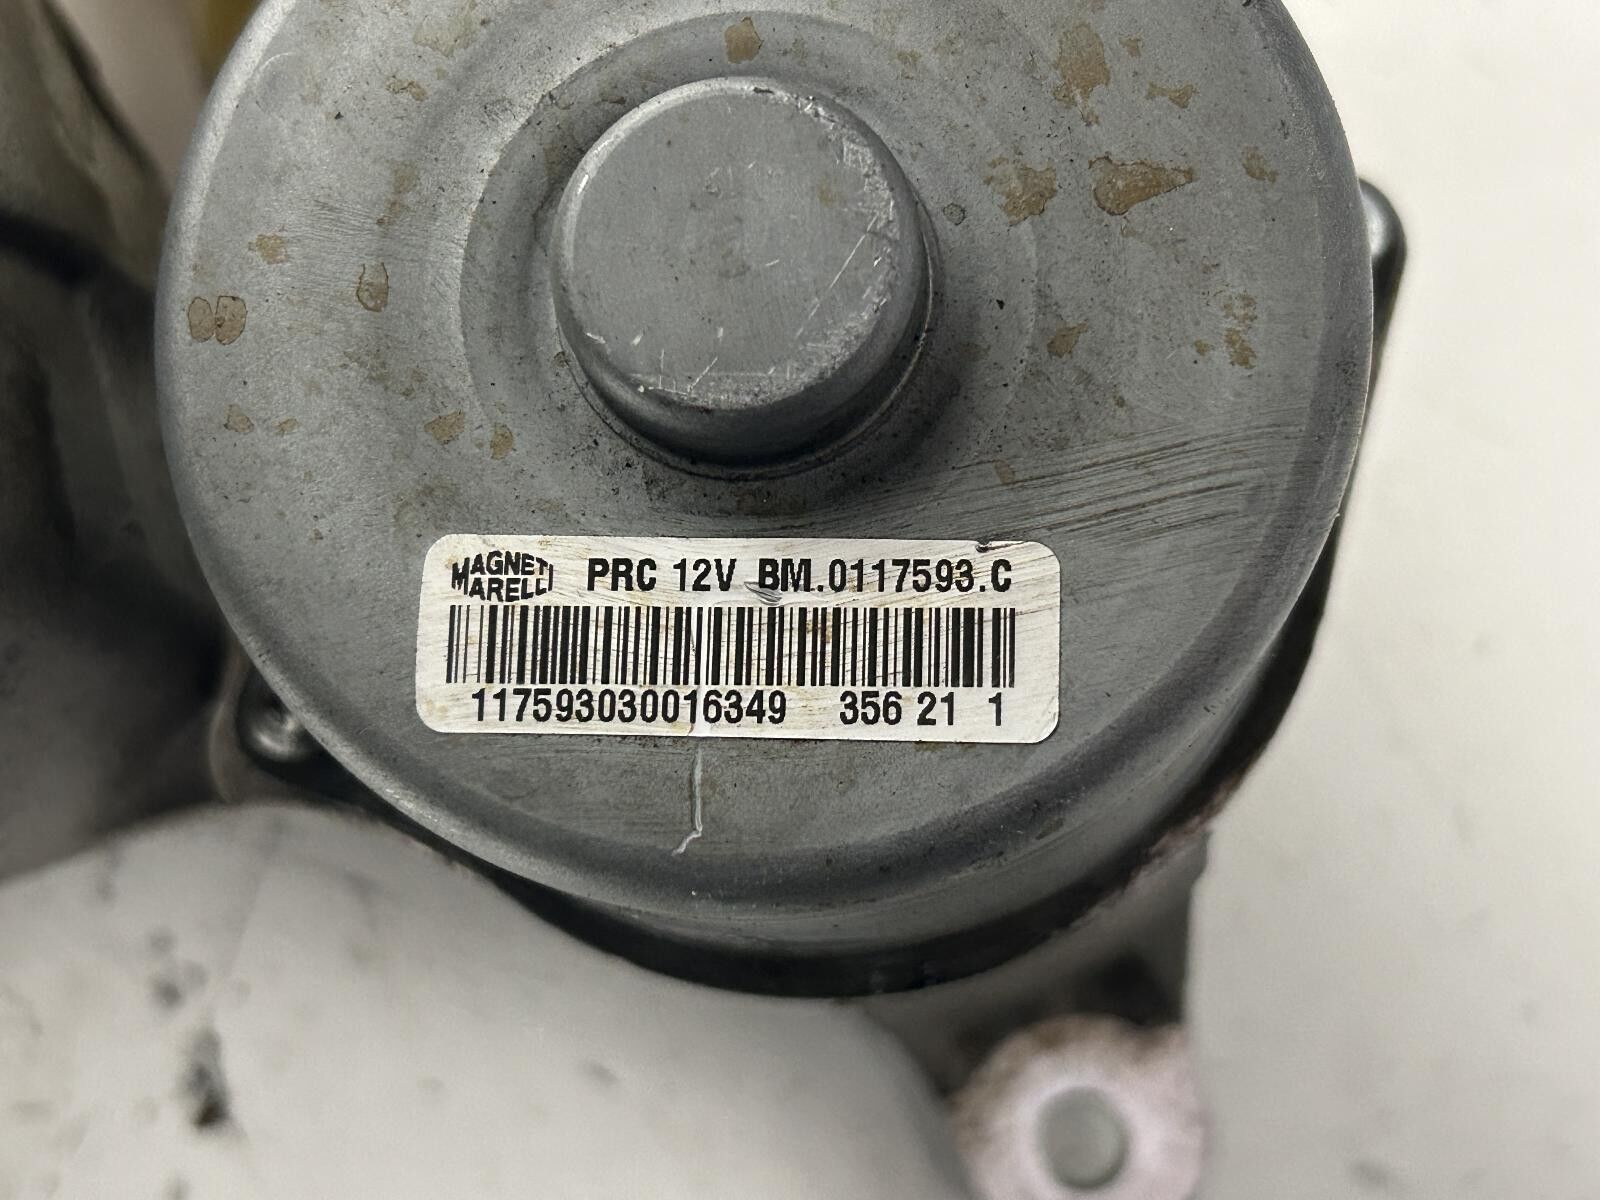 MAGNETI
MARELLI
PRC 12V BM.0117593.C
117593030016349 356 21 1